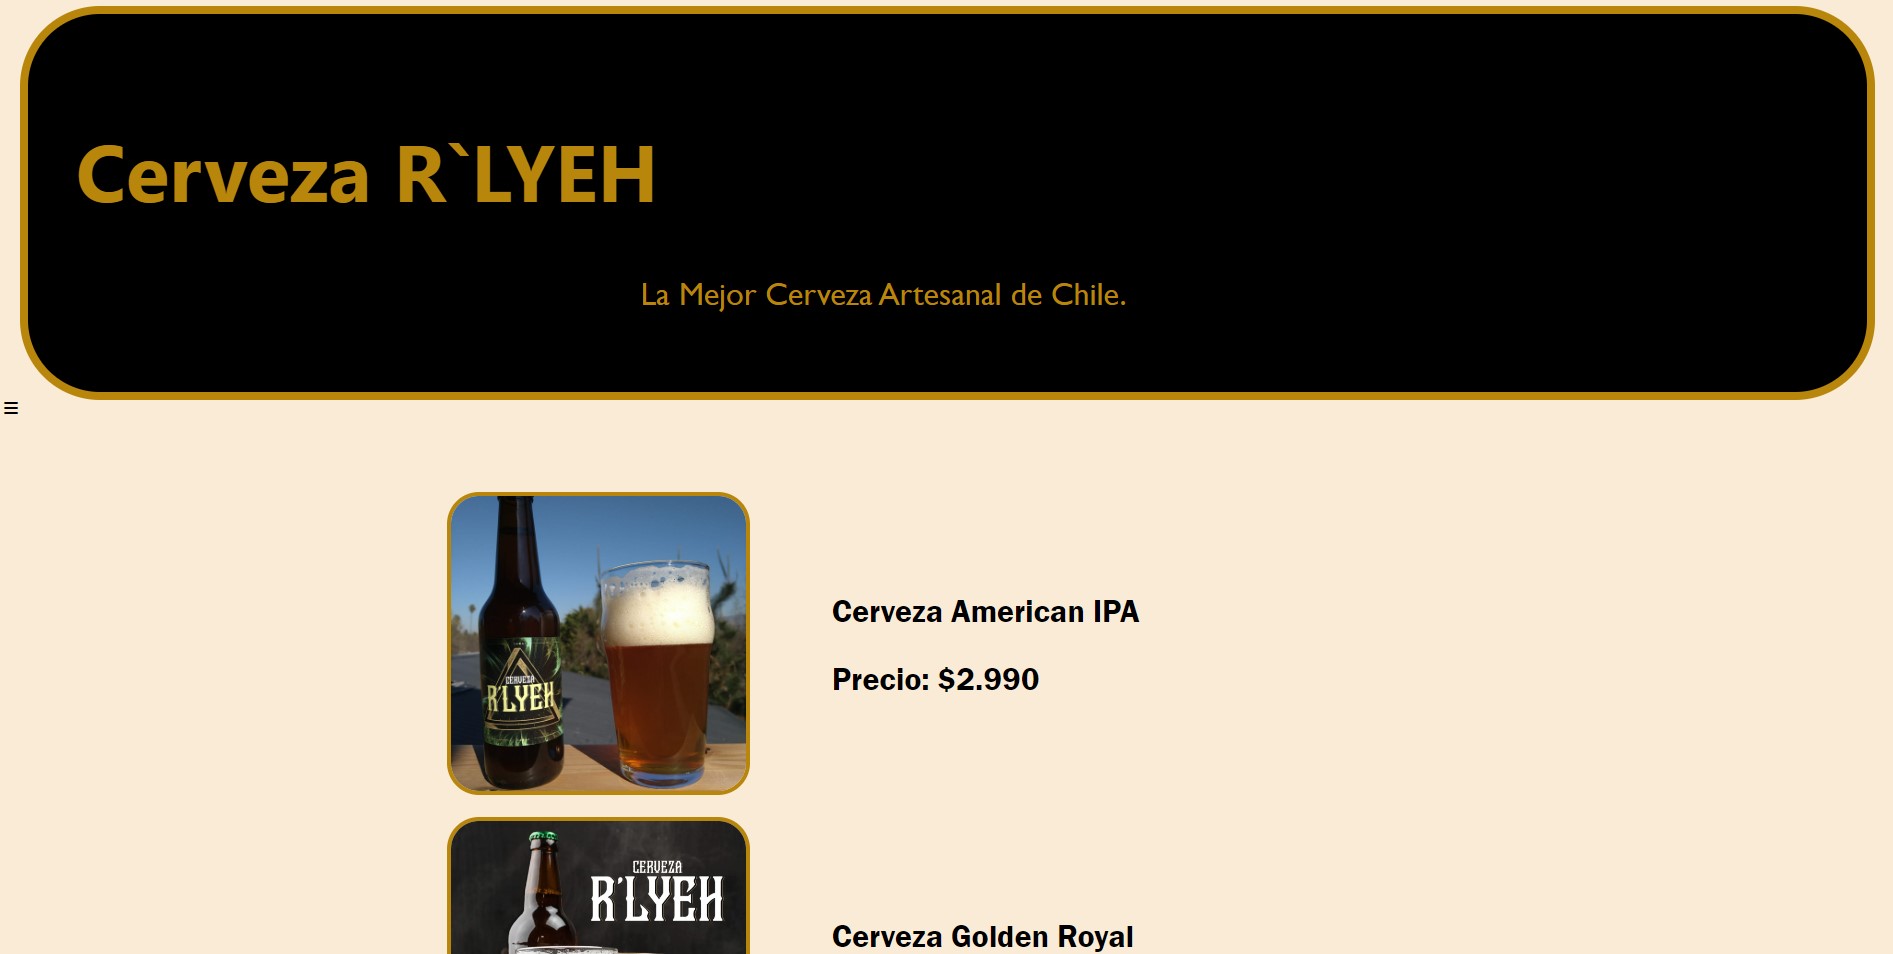 Cerveza R`LYEH
La Mejor Cerveza Artesanal de Chile.
CERVEZA
R'LYEH
Cerveza American IPA
Precio: $2.990
CERVEZA
R'LYEH
Cerveza Golden Royal